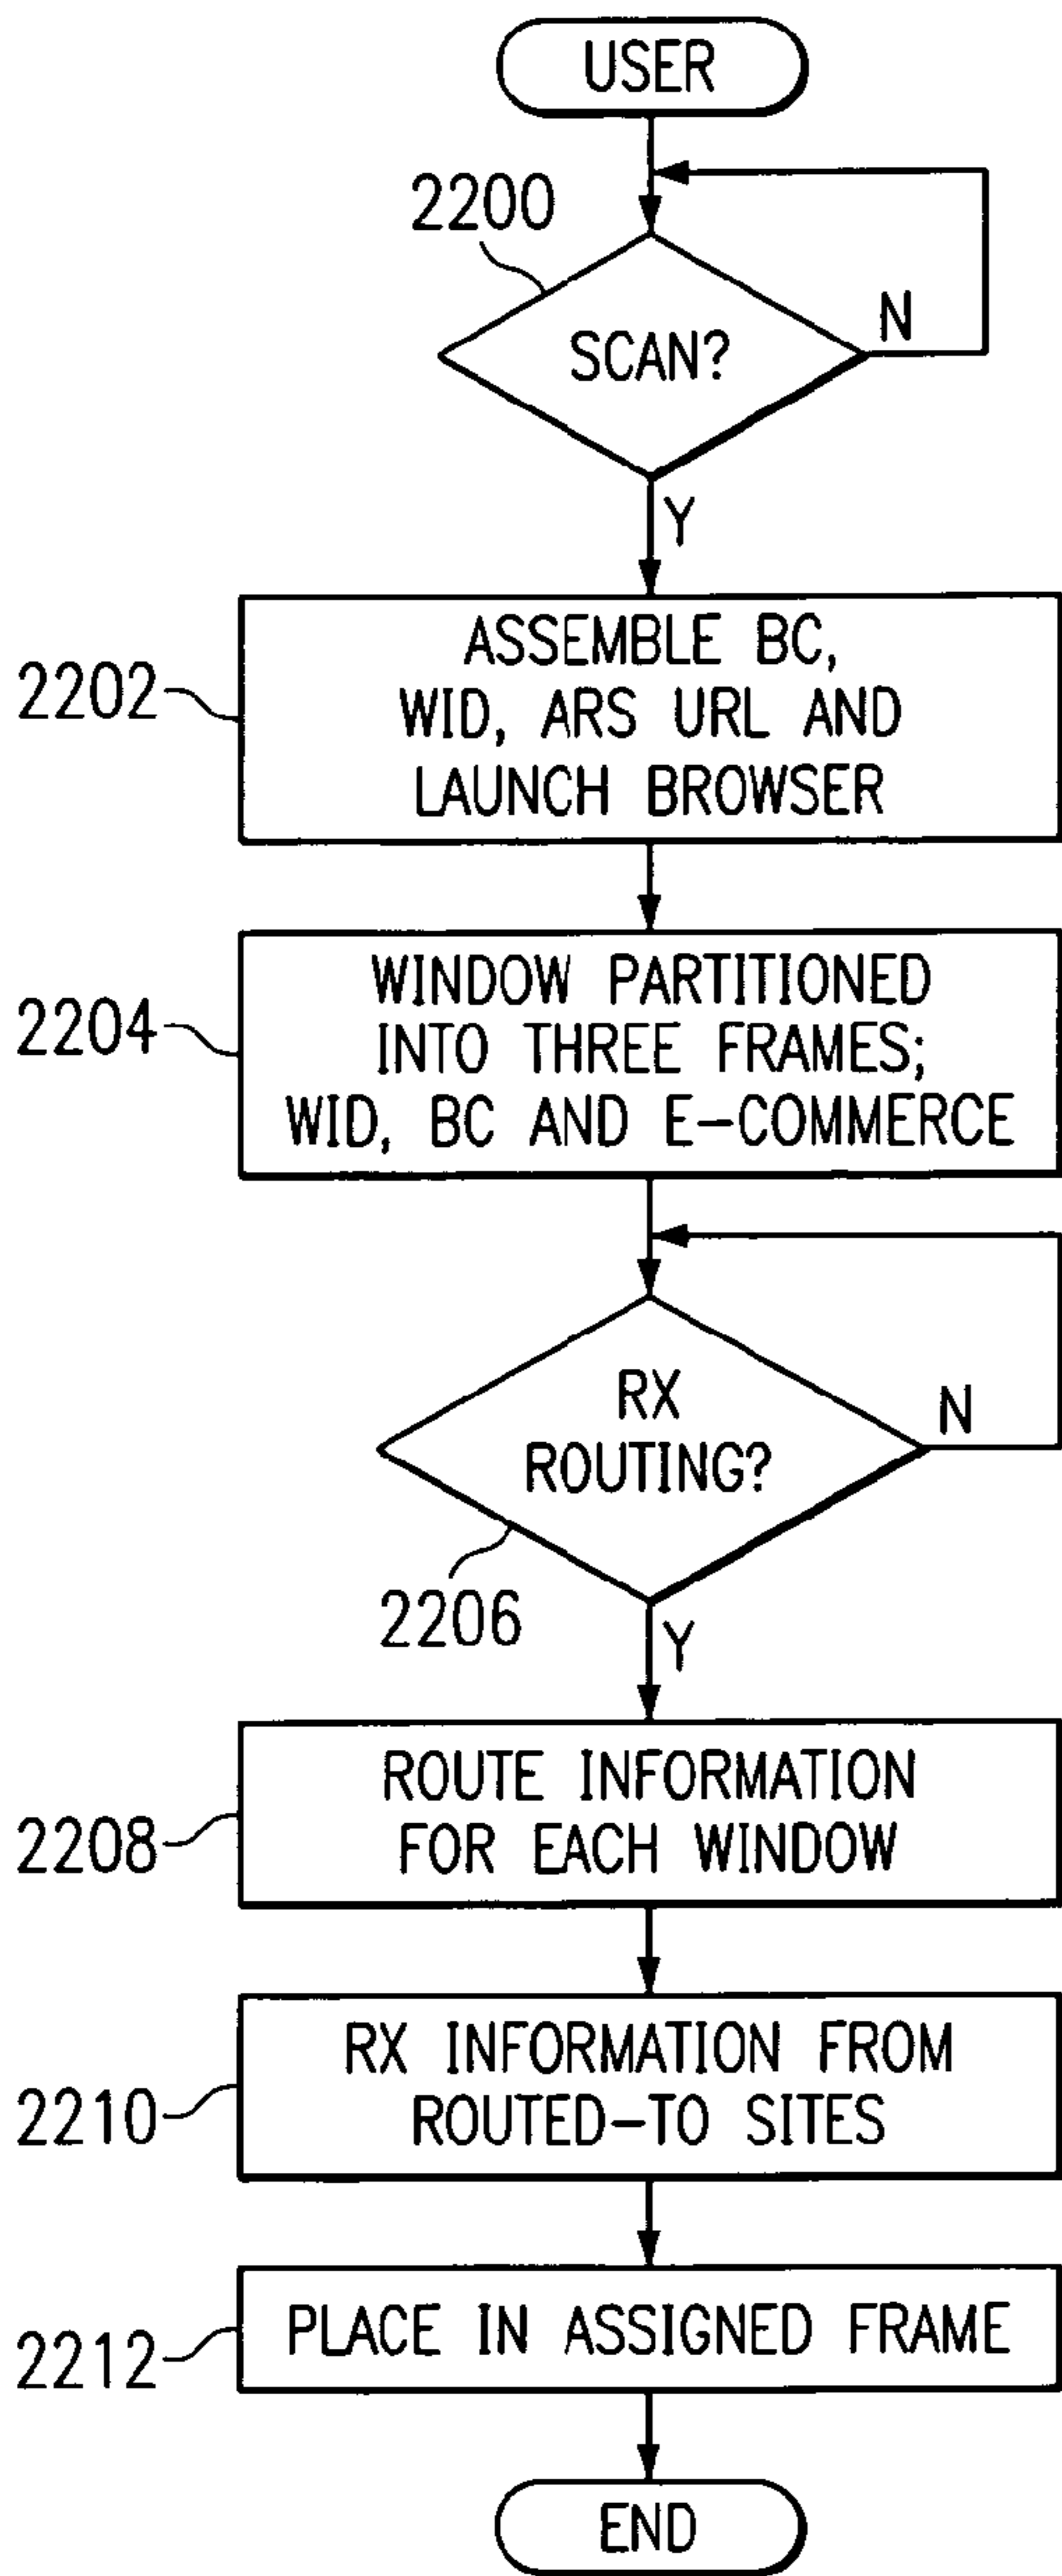 USER
2200
SCAN?
N
Y
2202
ASSEMBLE BC,
WID, ARS URL AND
LAUNCH BROWSER
2204
WINDOW PARTITIONED
INTO THREE FRAMES;
WID, BC AND E-COMMERCE
RX
ROUTING?
N
2206
Y
2208
ROUTE INFORMATION
FOR EACH WINDOW
2210
RX INFORMATION FROM
ROUTED-TO SITES
2212
PLACE IN ASSIGNED FRAME
END